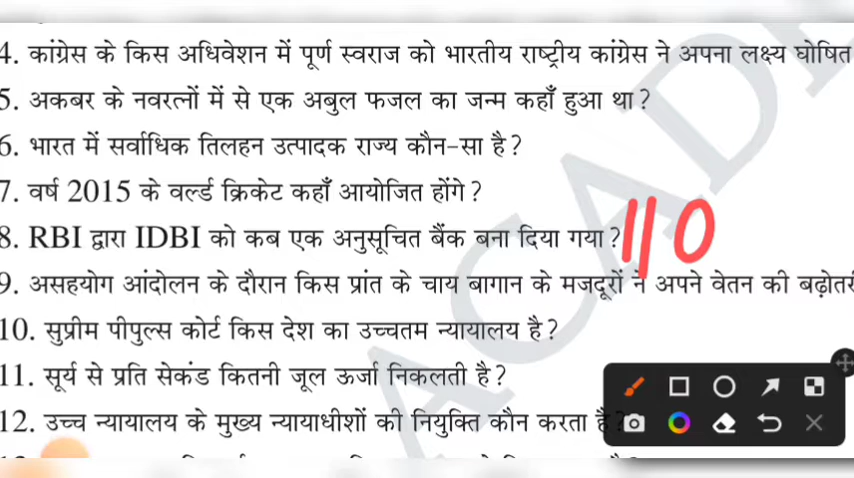 4. कांग्रेस के किस अधिवेशन में पूर्ण स्वराज को भारतीय राष्ट्रीय कांग्रेस ने अपना लक्ष्य घोषित
5. अकबर के नवरत्नों में से एक अबुल फजल का जन्म कहाँ हुआ था?
6. भारत में सर्वाधिक तिलहन उत्पादक राज्य कौन-सा है?
7. वर्ष 2015 के वर्ल्ड क्रिकेट कहाँ आयोजित होंगे?
8. RBI द्वारा IDBI को कब एक अनुसूचित बैंक बना दिया गया? 110
9. असहयोग आंदोलन के दौरान किस प्रांत के चाय बागान के मजदूरों ने अपने वेतन की बढ़ोतरी
10. सुप्रीम पीपुल्स कोर्ट किस देश का उच्चतम न्यायालय है?
11. सूर्य से प्रति सेकंड कितनी जूल ऊर्जा निकलती है?
12. उच्च न्यायालय के मुख्य न्यायाधीशों की नियुक्ति कौन करता है?
ACAD